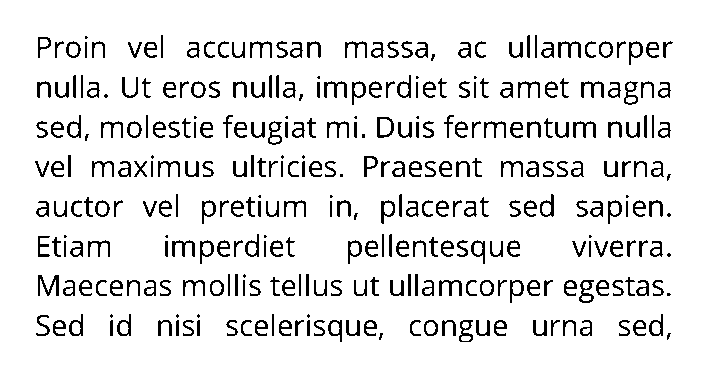 Proin vel accumsan massa, ac ullamcorper
nulla. Ut eros nulla, imperdiet sit amet magna
sed, molestie feugiat mi. Duis fermentum nulla
vel maximus ultricies. Praesent massa urna,
auctor vel pretium in, placerat sed sapien.
Etiam imperdiet pellentesque viverra.
Maecenas mollis tellus ut ullamcorper egestas.
Sed id nisi scelerisque, congue urna sed,